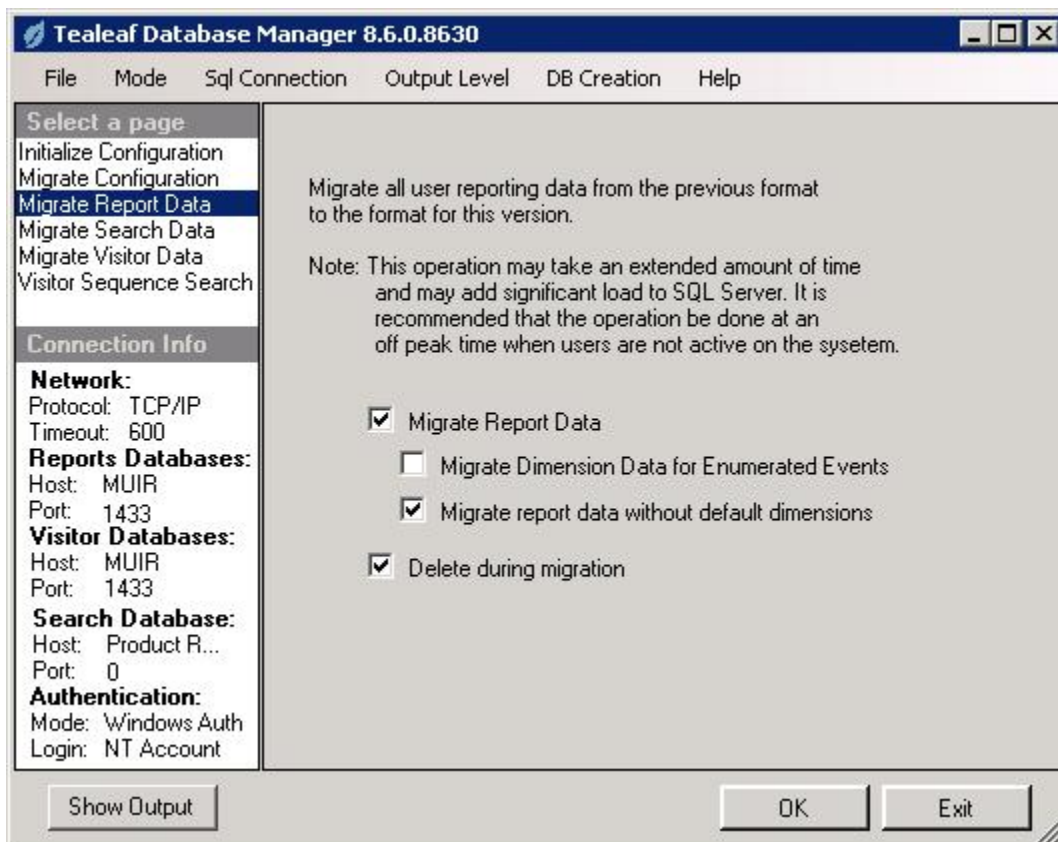 Tealeaf Database Manager 8.6.0.8630
File Mode Sql Connection Output Level DB Creation Help
Select a page
Initialize Configuration
Migrate Configuration
Migrate Report Data
Migrate Search Data
Migrate Visitor Data
Visitor Sequence Search
Connection Info
Network:
Protocol: TCP/IP
Timeout: 600
Reports Databases:
Host: MUIR
Port: 1433
Visitor Databases:
Host: MUIR
Port: 1433
Search Database:
Host: Product R...
Port: 0
Authentication:
Mode: Windows Auth
Login: NT Account
Migrate all user reporting data from the previous format
to the format for this version.
Note: This operation may take an extended amount of time
and may add significant load to SQL Server. It is
recommended that the operation be done at an
off peak time when users are not active on the sysetem.
Migrate Report Data
Migrate Dimension Data for Enumerated Events
Migrate report data without default dimensions
Delete during migration
Show Output
OK
Exit